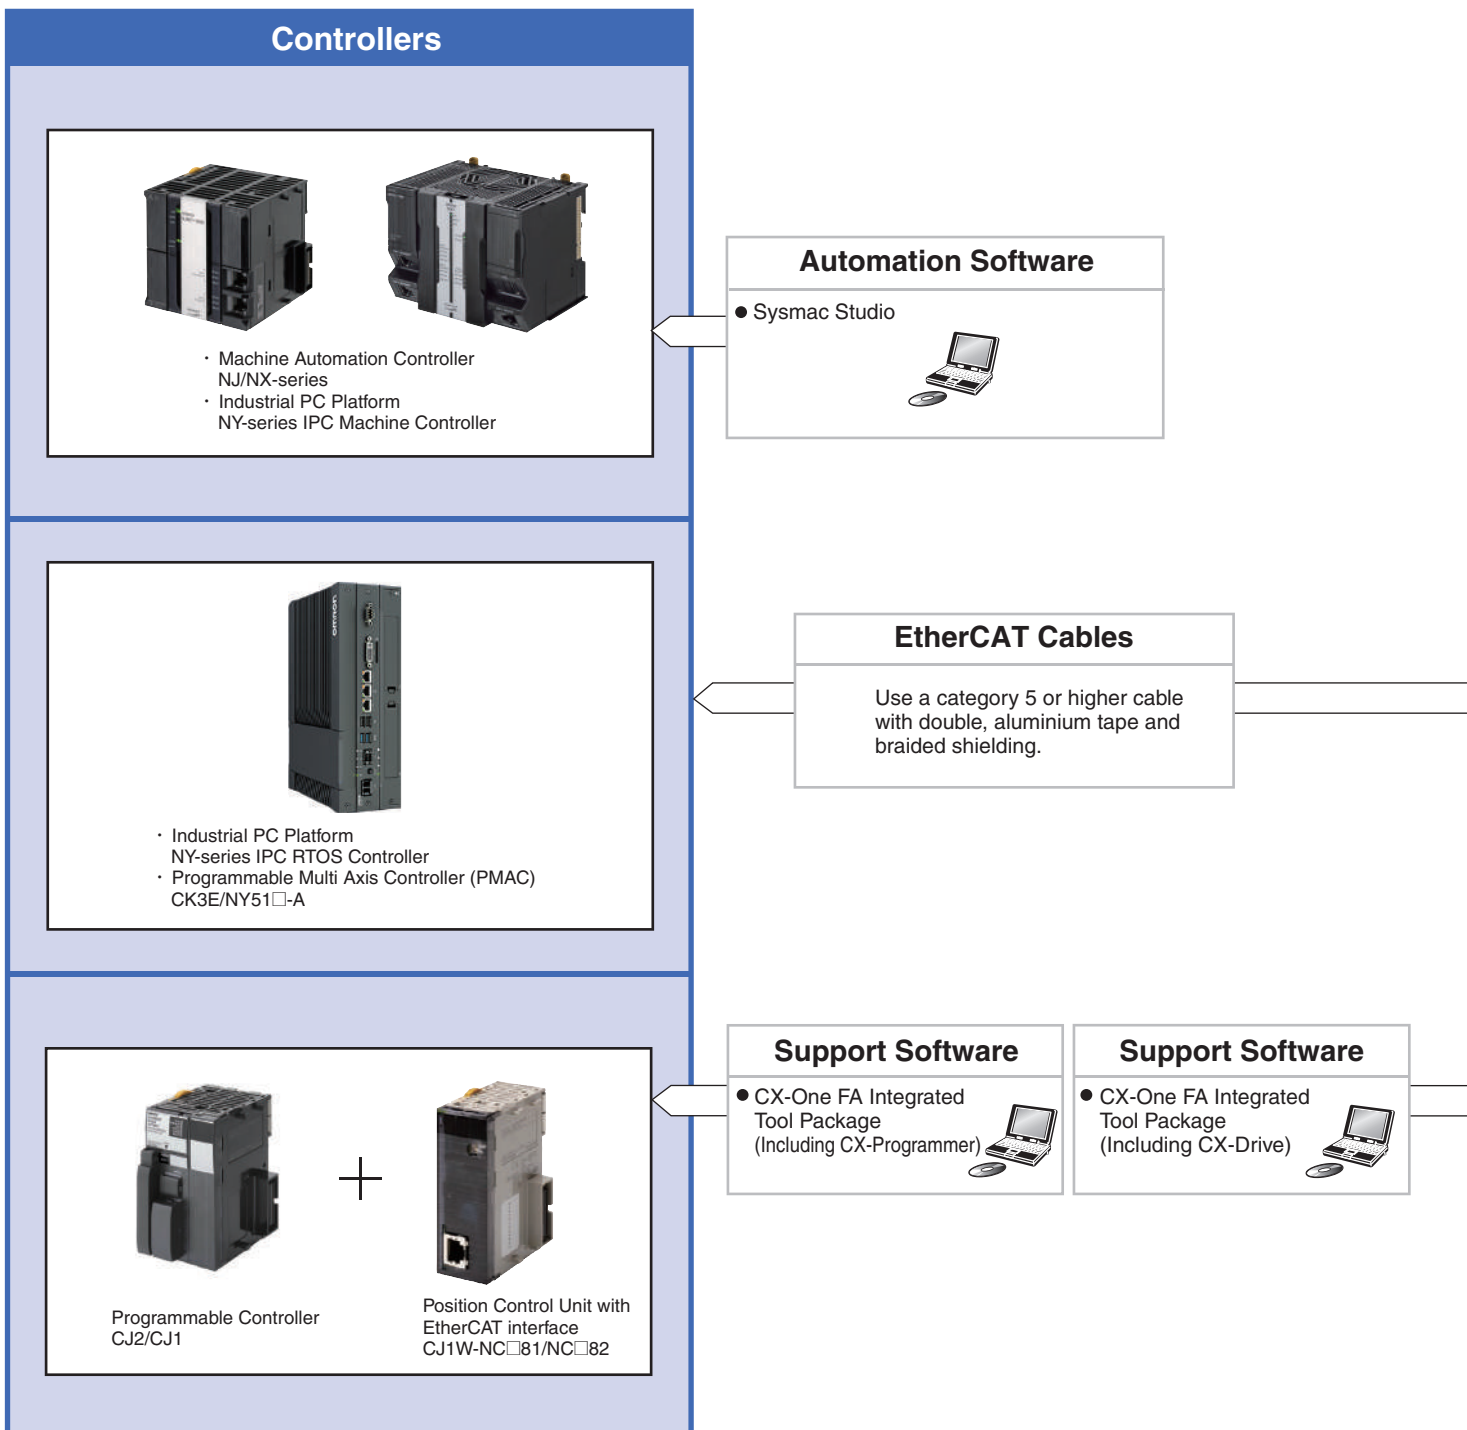 Controllers
・ Machine Automation Controller
NJ/NX-series
・ Industrial PC Platform
NY-series IPC Machine Controller
Automation Software
● Sysmac Studio
omron
・ Industrial PC Platform
NY-series IPC RTOS Controller
・ Programmable Multi Axis Controller (PMAC)
CK3E/NY51□-A
EtherCAT Cables
Use a category 5 or higher cable
with double, aluminium tape and
braided shielding.
Programmable Controller
CJ2/CJ1
Position Control Unit with
EtherCAT interface
CJ1W-NC□81/NC□82
Support Software
● CX-One FA Integrated
Tool Package
(Including CX-Programmer)
Support Software
● CX-One FA Integrated
Tool Package
(Including CX-Drive)